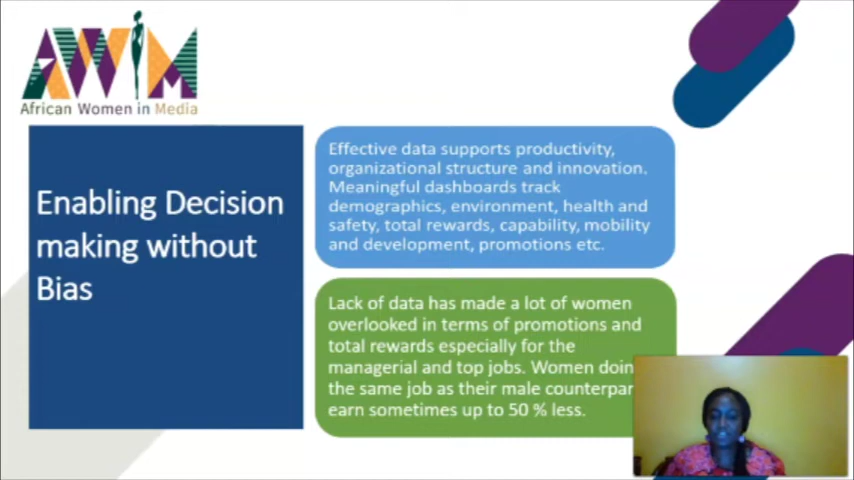 AWiM
African Women in Media
Enabling Decision
making without
Bias
Effective data supports productivity,
organizational structure and innovation.
Meaningful dashboards track
demographics, environment, health and
safety, total rewards, capability, mobility
and development, promotions etc.
Lack of data has made a lot of women
overlooked in terms of promotions and
total rewards especially for the
managerial and top jobs. Women doin
the same job as their male counterpar
earn sometimes up to 50 % less.